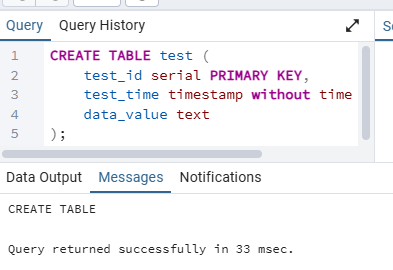 Query Query History S
1 CREATE TABLE test (
2 test_id serial PRIMARY KEY,
3 test_time timestamp without time
4 data_value text
5 );
Data Output Messages Notifications
CREATE TABLE
Query returned successfully in 33 msec.